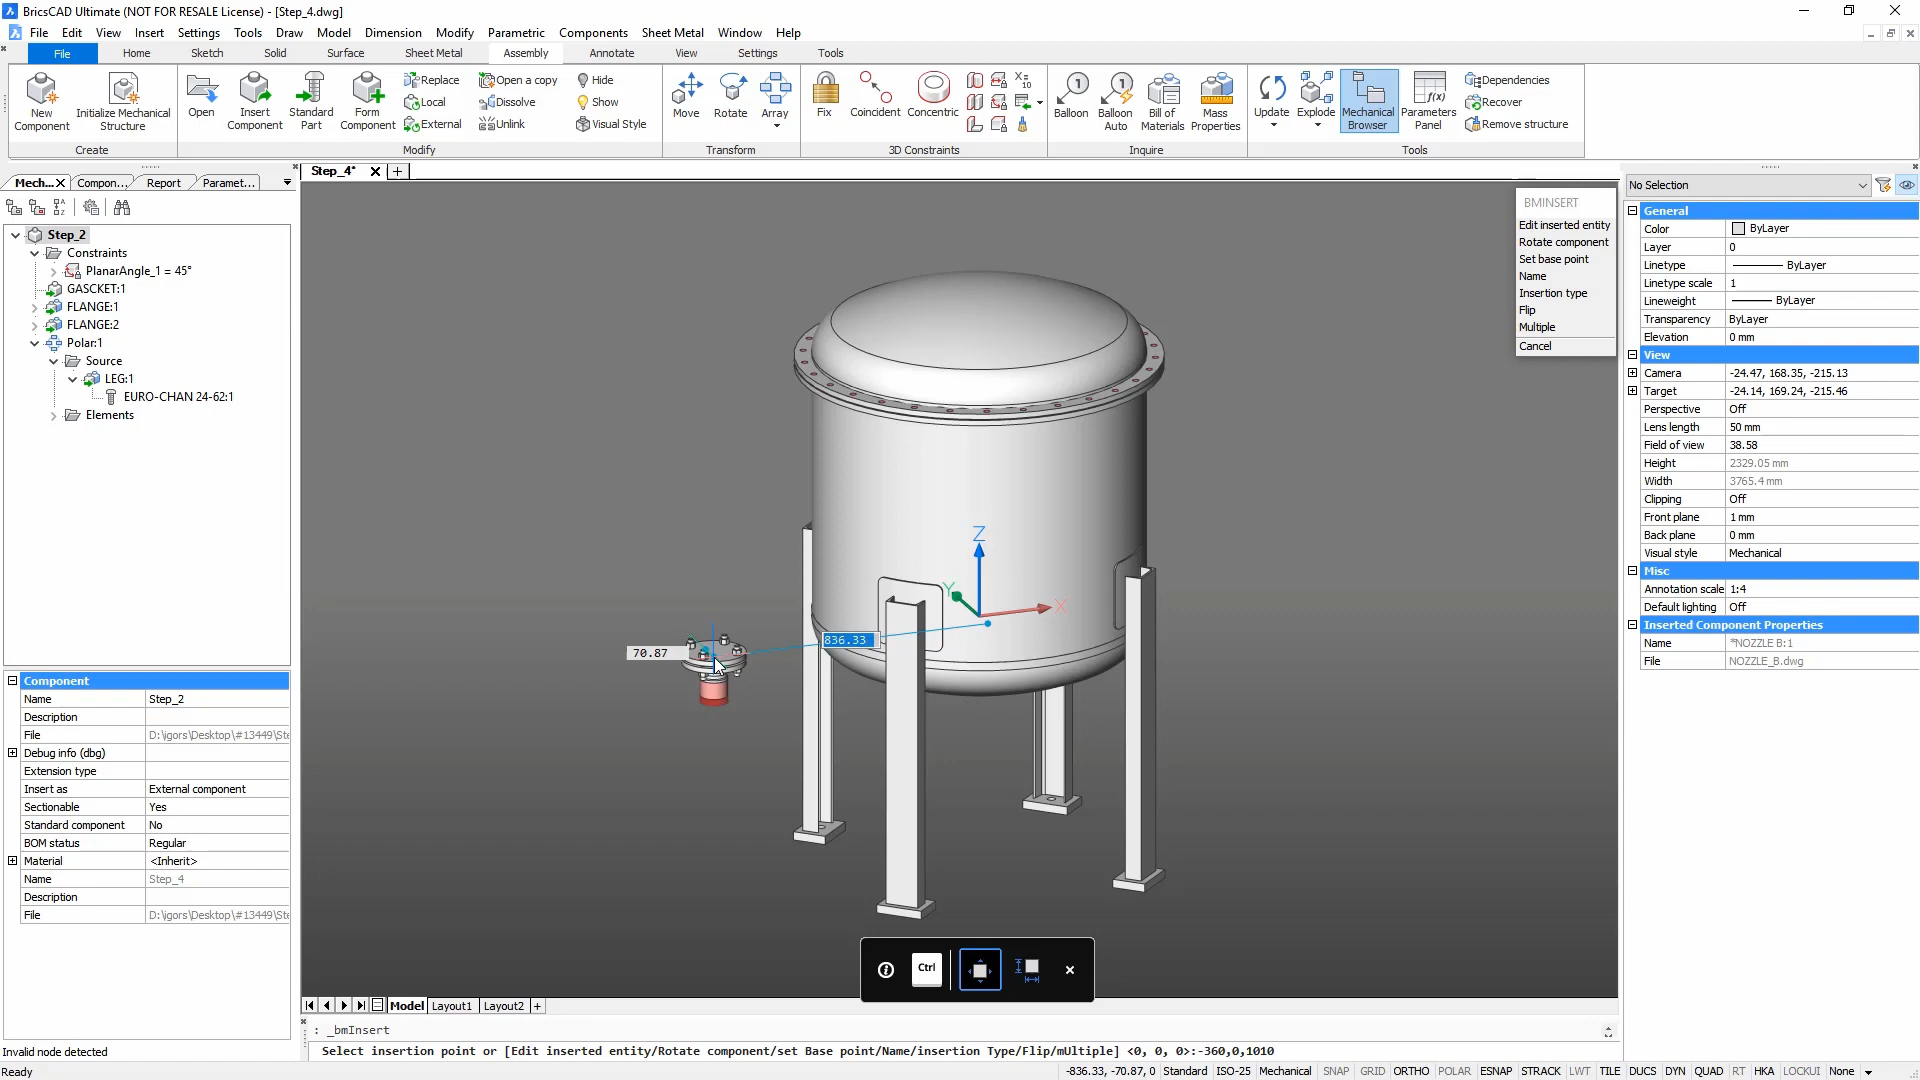 BricsCAD Ultimate (NOT FOR RESALE License) - [Step_4.dwg]
File Edit View Insert Settings Tools Draw Model Dimension Modify Parametric Components Sheet Metal Window Help
File Home Sketch Solid Surface Sheet Metal Assembly Annotate View Settings Tools
New Component
Initialize Mechanical Structure
Create
Open
Insert Component
Standard Part
Form Component
Replace
Local
External
Open a copy
Dissolve
Unlink
Hide
Show
Visual Style
Modify
Move
Rotate
Array
Transform
Fix
Coincident
Concentric
3D Constraints
Balloon
Balloon Auto
Bill of Materials
Mass Properties
Inquire
Update
Explode
Mechanical Browser
Parameters Panel
Dependencies
Recover
Remove structure
Tools
Mech... Compon... Report Paramet...
Step_4*
Step_2
Constraints
PlanarAngle_1 = 45°
GASCKET:1
FLANGE:1
FLANGE:2
Polar:1
Source
LEG:1
EURO-CHAN 24-62:1
Elements
Component
Name Step_2
Description
File D:\igors\Desktop\#13449\Ste
Debug info (dbg)
Extension type
Insert as External component
Sectionable Yes
Standard component No
BOM status Regular
Material <Inherit>
Name Step_4
Description
File D:\igors\Desktop\#13449\Ste
Invalid node detected
Z
Y
X
836.33
70.87
BMINSERT
Edit inserted entity
Rotate component
Set base point
Name
Insertion type
Flip
Multiple
Cancel
Ctrl
No Selection
General
Color ByLayer
Layer 0
Linetype ByLayer
Linetype scale 1
Lineweight ByLayer
Transparency ByLayer
Elevation 0 mm
View
Camera -24.47, 168.35, -215.13
Target -24.14, 169.24, -215.46
Perspective Off
Lens length 50 mm
Field of view 38.58
Height 2329.05 mm
Width 3765.4 mm
Clipping Off
Front plane 1 mm
Back plane 0 mm
Visual style Mechanical
Misc
Annotation scale 1:4
Default lighting Off
Inserted Component Properties
Name *NOZZLE B:1
File NOZZLE_B.dwg
Model Layout1 Layout2 +
: _bmInsert
Select insertion point or [Edit inserted entity/Rotate component/set Base point/Name/insertion Type/Flip/mUltiple] <0, 0, 0>:-360,0,1010
Ready
-836.33, -70.87, 0 Standard ISO-25 Mechanical SNAP GRID ORTHO POLAR ESNAP STRACK LWT TILE DUCS DYN QUAD RT HKA LOCKUI None